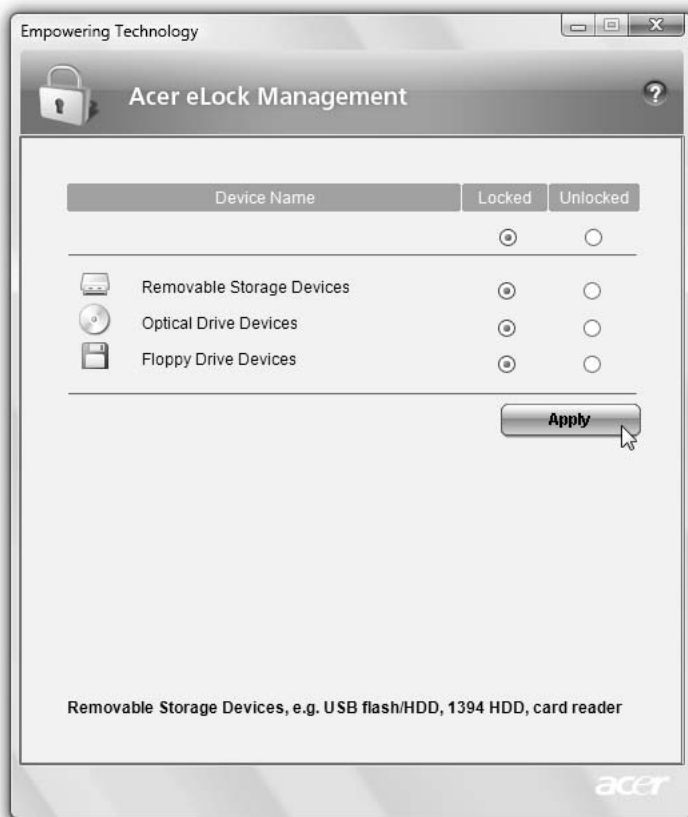 Empowering Technology
Acer eLock Management
?
Device Name Locked Unlocked
Removable Storage Devices
Optical Drive Devices
Floppy Drive Devices
Apply
Removable Storage Devices, e.g. USB flash/HDD, 1394 HDD, card reader
acer